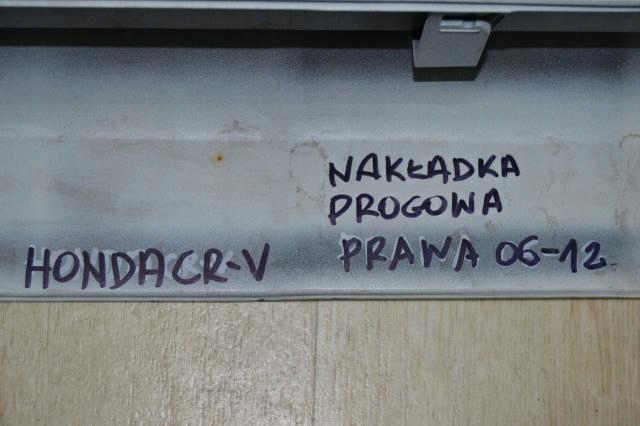 NAKŁADKA
PROGOWA
PRAWA 06-12
HONDA CR-V